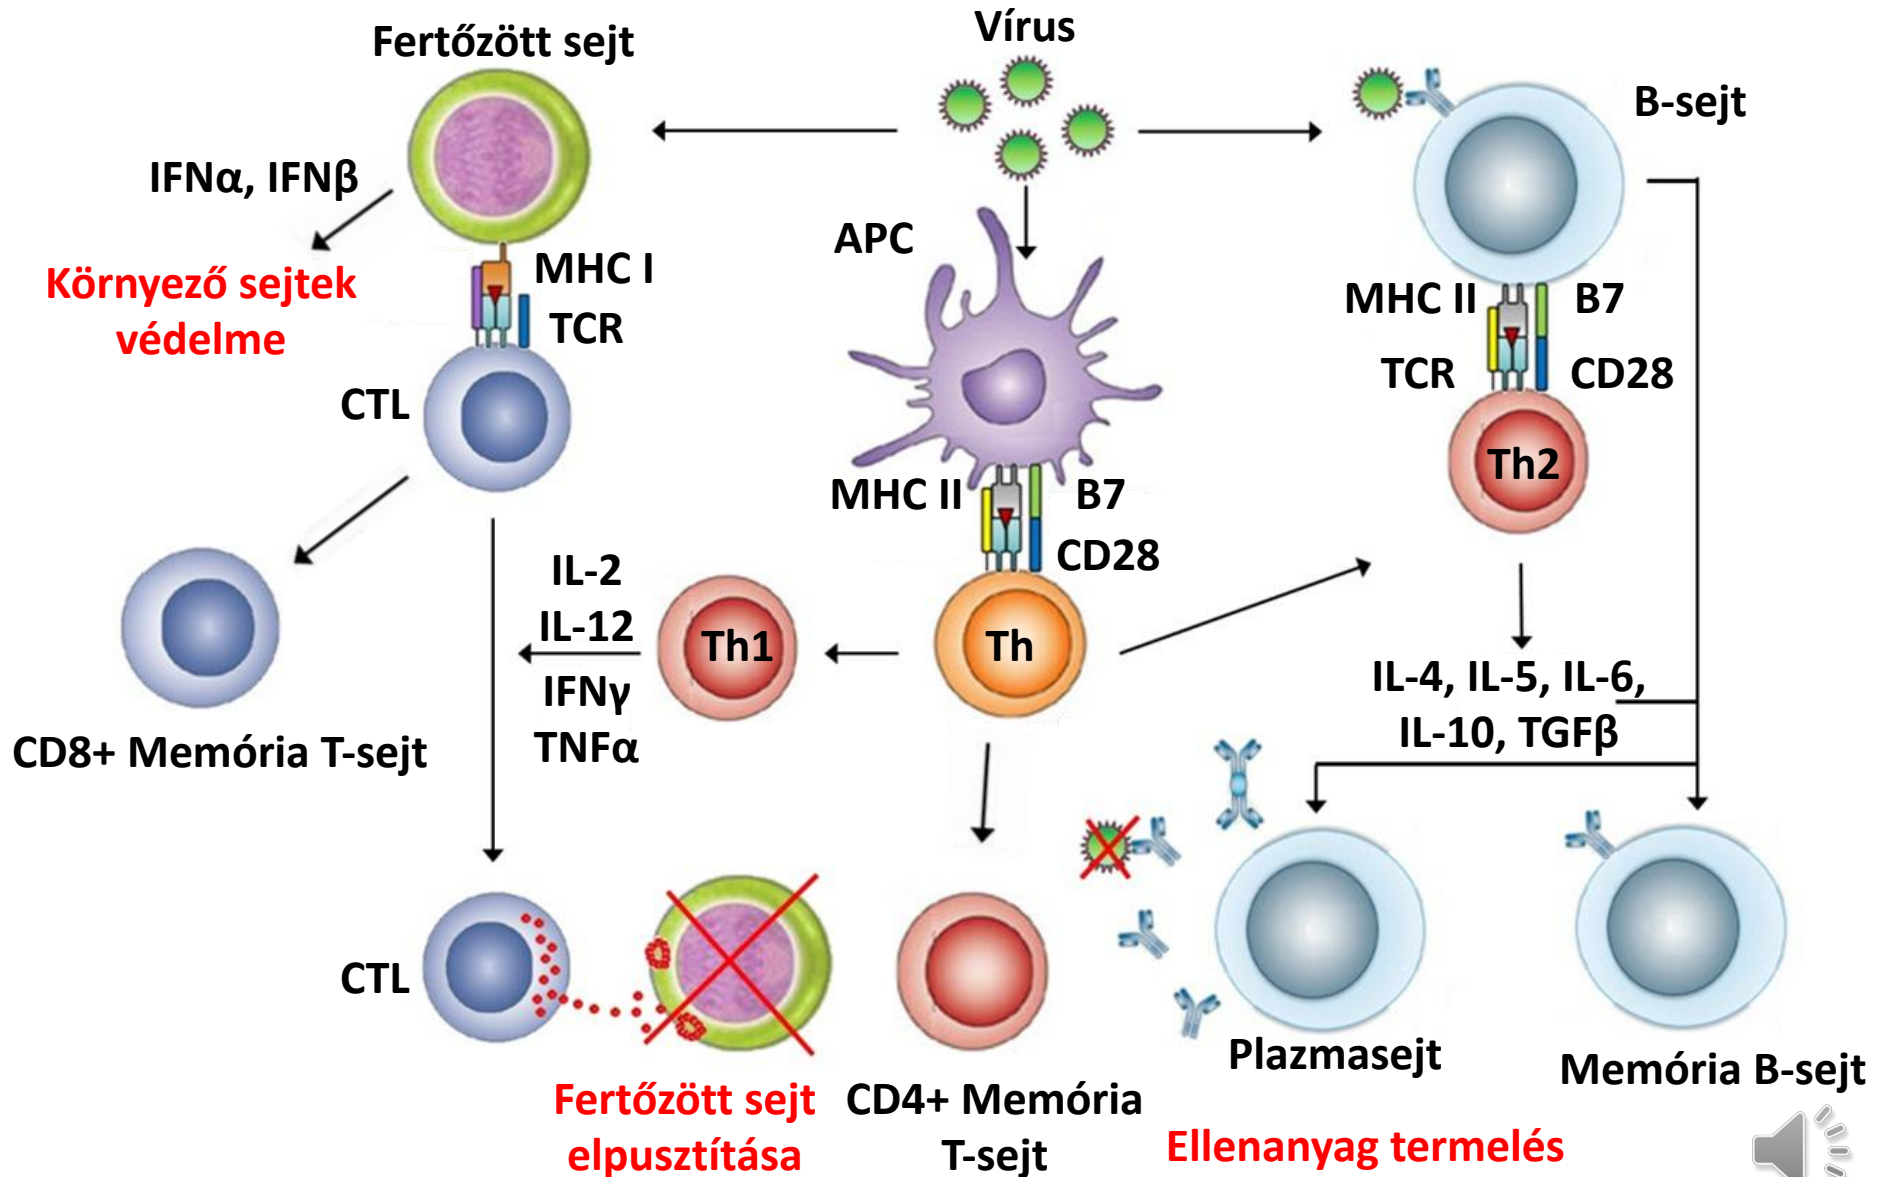 Vírus
Fertőzött sejt
B-sejt
IFNα, IFNβ
Környező sejtek
védelme
MHC I
TCR
CTL
APC
MHC II
B7
TCR
CD28
Th2
MHC II
B7
CD28
IL-2
IL-12
IFNγ
TNFα
Th1
Th
IL-4, IL-5, IL-6,
IL-10, TGFβ
CD8+ Memória T-sejt
CTL
Fertőzött sejt
elpusztítása
CD4+ Memória
T-sejt
Plazmasejt
Memória B-sejt
Ellenanyag termelés